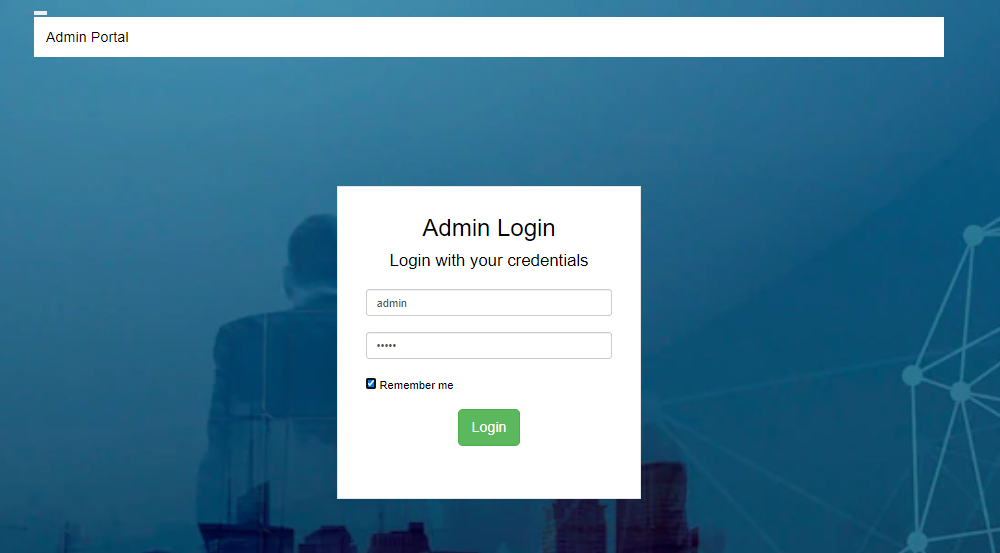 Admin Portal
Admin Login
Login with your credentials
admin
•••••
Remember me
Login